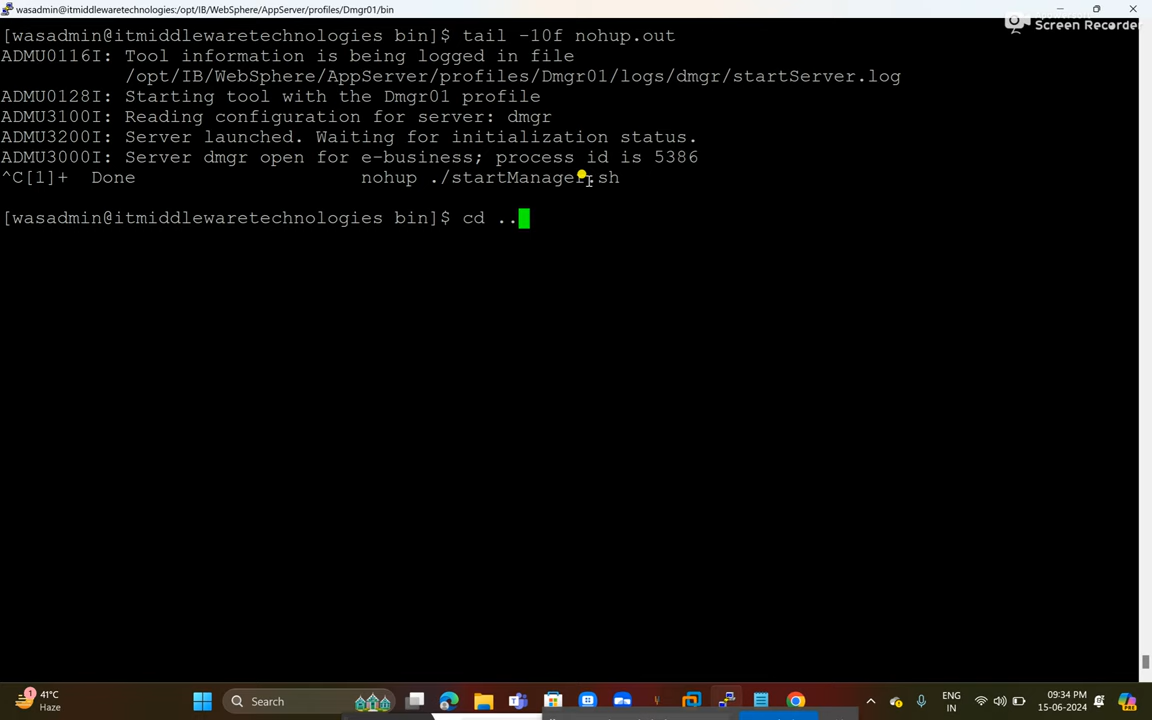 wasadmin@itmiddlewaretechnologies:/opt/IB/WebSphere/AppServer/profiles/Dmgr01/bin
Screen Recorder
[wasadmin@itmiddlewaretechnologies bin]$ tail -10f nohup.out
ADMU0116I: Tool information is being logged in file
/opt/IB/WebSphere/AppServer/profiles/Dmgr01/logs/dmgr/startServer.log
ADMU0128I: Starting tool with the Dmgr01 profile
ADMU3100I: Reading configuration for server: dmgr
ADMU3200I: Server launched. Waiting for initialization status.
ADMU3000I: Server dmgr open for e-business; process id is 5386
^C[1]+ Done nohup ./startManager.sh
[wasadmin@itmiddlewaretechnologies bin]$ cd ..
1
41°C
Haze
Search
ENG
IN
09:34 PM
15-06-2024